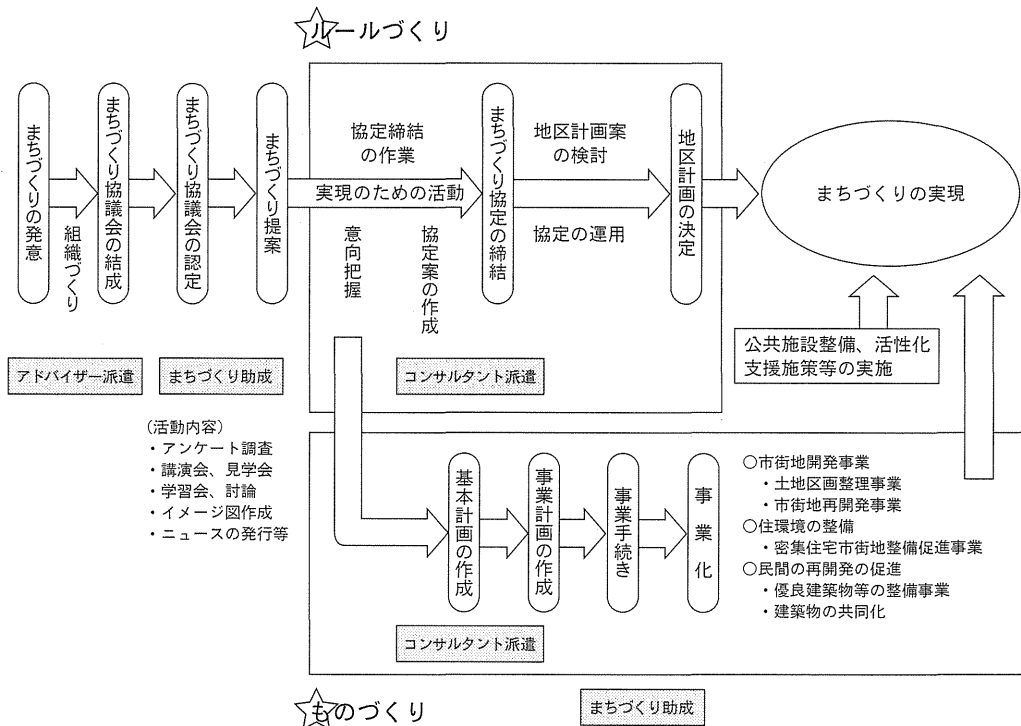 ルールづくり
まちづくりの発意
組織づくり
まちづくり協議会の結成
まちづくり協議会の認定
まちづくり提案
協定締結
の作業
実現のための活動
意向把握
協定案の作成
まちづくり協定の締結
地区計画案
の検討
協定の運用
地区計画の決定
まちづくりの実現
公共施設整備、活性化
支援施策等の実施
アドバイザー派遣
まちづくり助成
コンサルタント派遣
(活動内容)
・アンケート調査
・講演会、見学会
・学習会、討論
・イメージ図作成
・ニュースの発行等
基本計画の作成
事業計画の作成
事業手続き
事業化
○市街地開発事業
・土地区画整理事業
・市街地再開発事業
○住環境の整備
・密集住宅市街地整備促進事業
○民間の再開発の促進
・優良建築物等の整備事業
・建築物の共同化
コンサルタント派遣
ものづくり
まちづくり助成